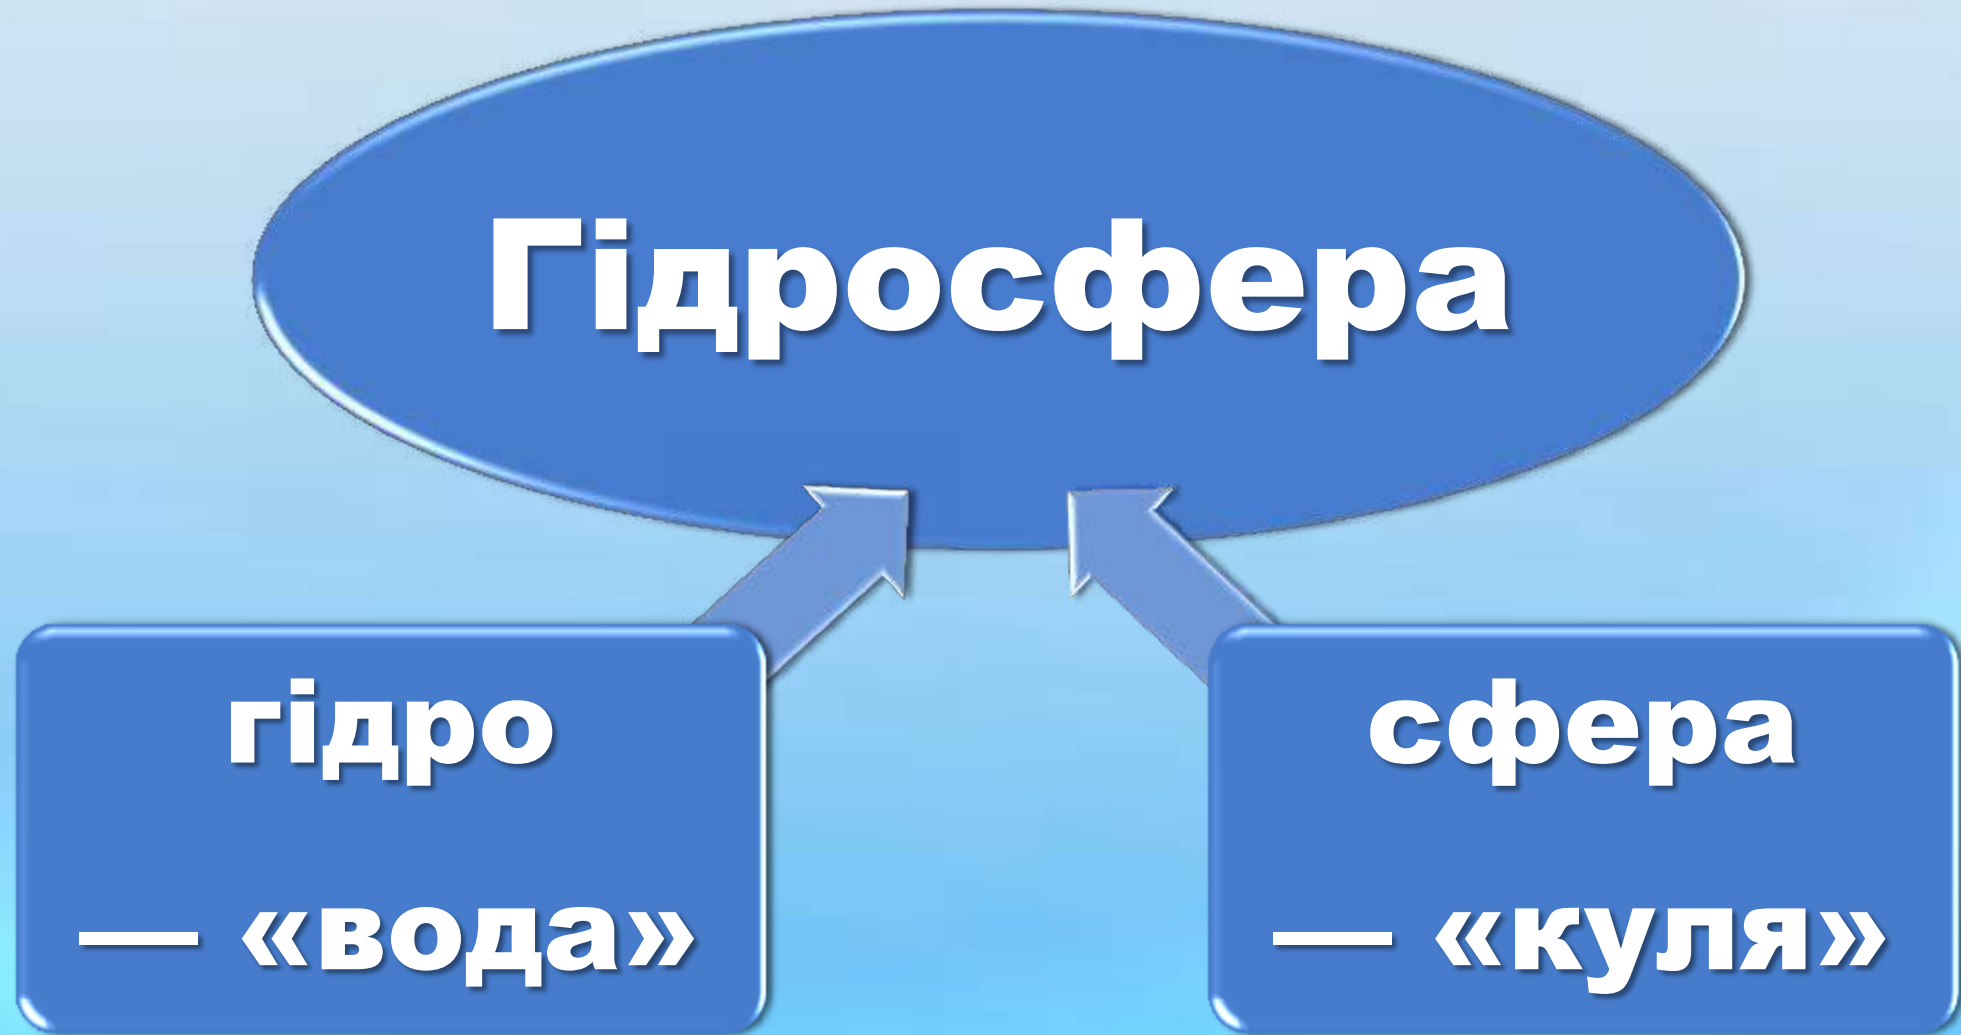 Гідросфера
гідро
— «вода»
сфера
— «куля»